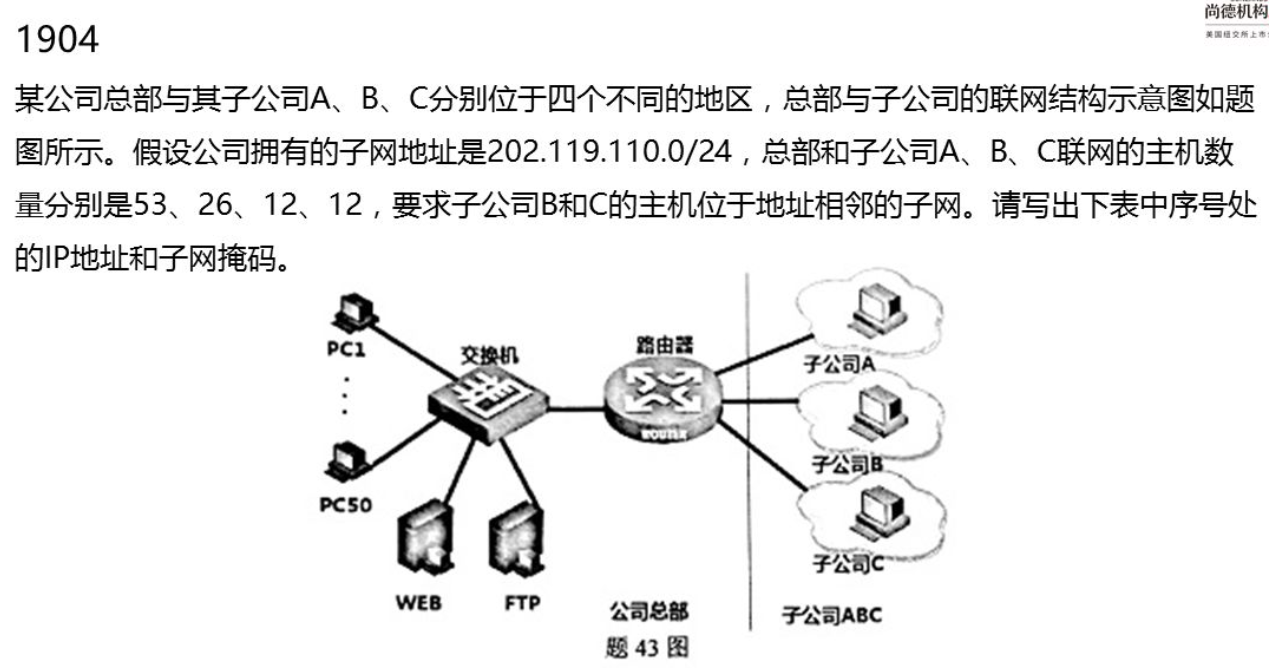 尚德机构
美国纽交所上市
1904
某公司总部与其子公司A、B、C分别位于四个不同的地区，总部与子公司的联网结构示意图如题
图所示。假设公司拥有的子网地址是202.119.110.0/24，总部和子公司A、B、C联网的主机数
量分别是53、26、12、12，要求子公司B和C的主机位于地址相邻的子网。请写出下表中序号处
的IP地址和子网掩码。
PC1
交换机
路由器
子公司A
子公司B
PC50
子公司C
WEB
FTP
公司总部
子公司ABC
题 43 图